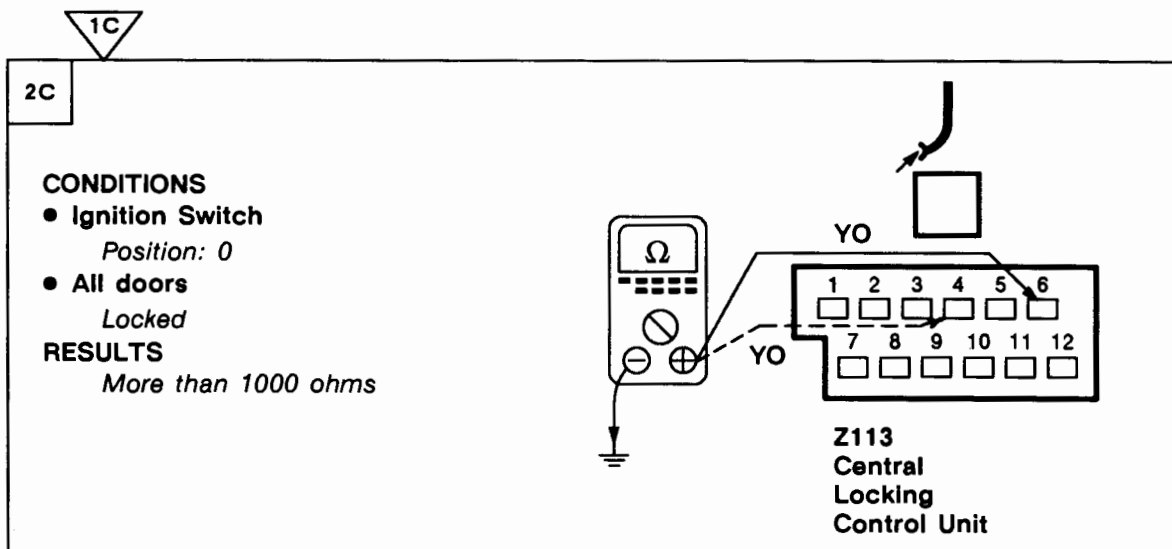 1C
2C
CONDITIONS
● Ignition Switch
Position: 0
● All doors
Locked
RESULTS
More than 1000 ohms
Ω
YO
YO
1 2 3 4 5 6
7 8 9 10 11 12
Z113
Central
Locking
Control Unit